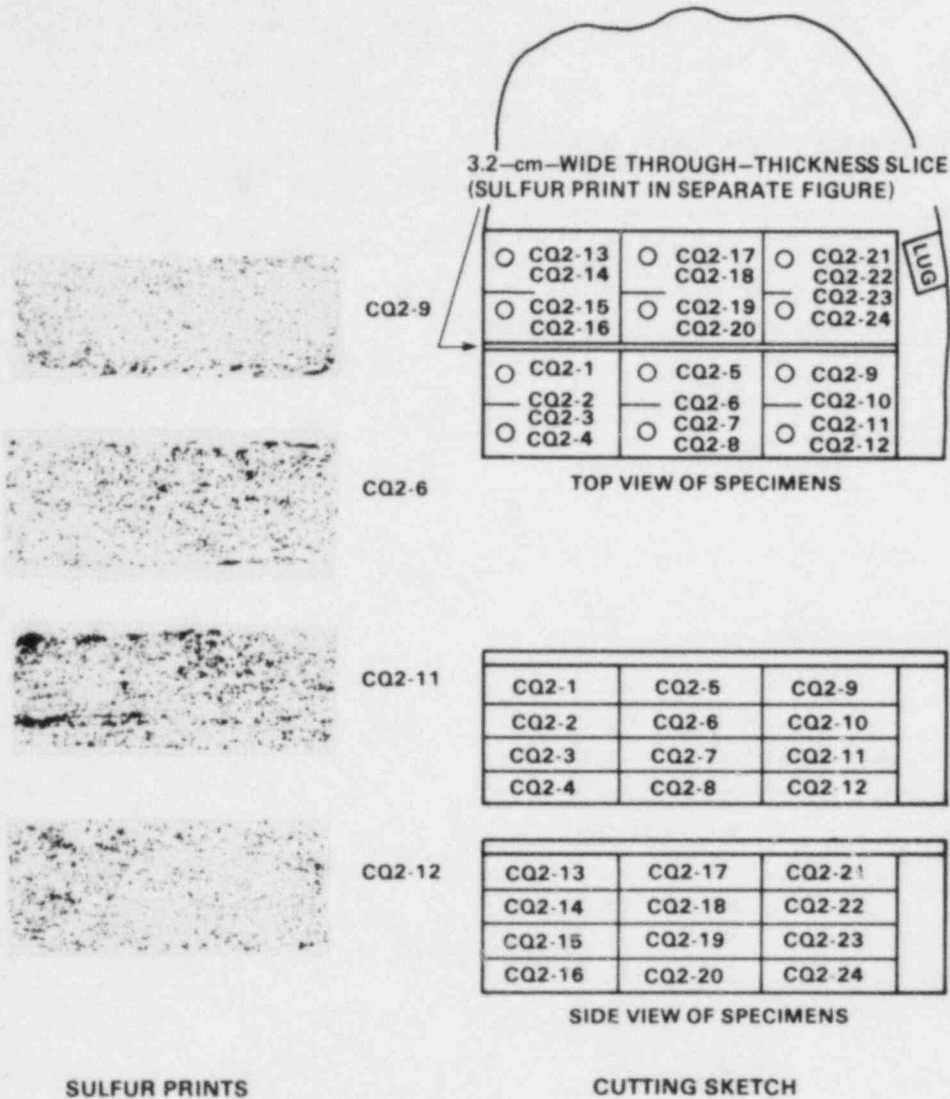 3.2-cm-WIDE THROUGH-THICKNESS SLICE
(SULFUR PRINT IN SEPARATE FIGURE)
LUG
CQ2-13
CQ2-14
CQ2-15
CQ2-16
CQ2-17
CQ2-18
CQ2-19
CQ2-20
CQ2-21
CQ2-22
CQ2-23
CQ2-24
CQ2-1
CQ2-2
CQ2-3
CQ2-4
CQ2-5
CQ2-6
CQ2-7
CQ2-8
CQ2-9
CQ2-10
CQ2-11
CQ2-12
TOP VIEW OF SPECIMENS
CQ2-9
CQ2-6
CQ2-11
CQ2-12
CQ2-1 CQ2-5 CQ2-9
CQ2-2 CQ2-6 CQ2-10
CQ2-3 CQ2-7 CQ2-11
CQ2-4 CQ2-8 CQ2-12
CQ2-13 CQ2-17 CQ2-21
CQ2-14 CQ2-18 CQ2-22
CQ2-15 CQ2-19 CQ2-23
CQ2-16 CQ2-20 CQ2-24
SIDE VIEW OF SPECIMENS
SULFUR PRINTS
CUTTING SKETCH